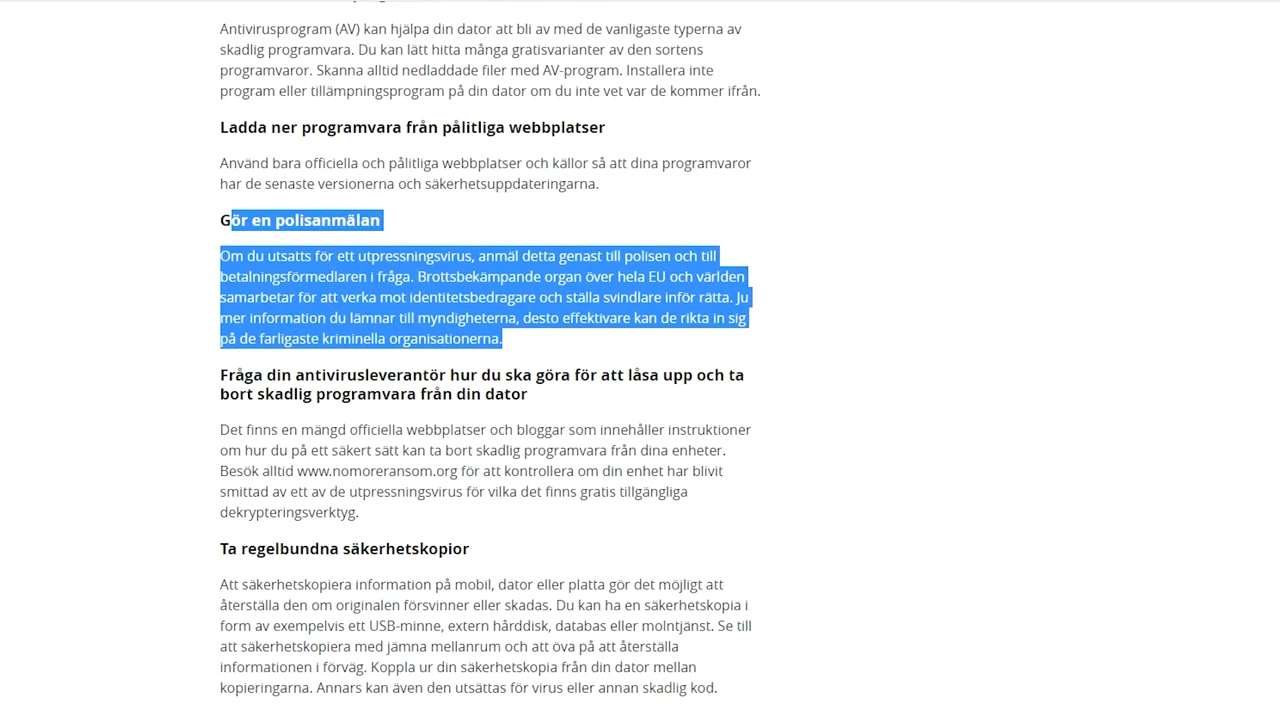 Antivirusprogram (AV) kan hjälpa din dator att bli av med de vanligaste typerna av
skadlig programvara. Du kan lätt hitta många gratisvarianter av den sortens
programvaror. Skanna alltid nedladdade filer med AV-program. Installera inte
program eller tillämpningsprogram på din dator om du inte vet var de kommer ifrån.
Ladda ner programvara från pålitliga webbplatser
Använd bara officiella och pålitliga webbplatser och källor så att dina programvaror
har de senaste versionerna och säkerhetsuppdateringarna.
Gör en polisanmälan
Om du utsatts för ett utpressningsvirus, anmäl detta genast till polisen och till
betalningsförmedlaren i fråga. Brottsbekämpande organ över hela EU och världen
samarbetar för att verka mot identitetsbedragare och ställa svindlare inför rätta. Ju
mer information du lämnar till myndigheterna, desto effektivare kan de rikta in sig
på de farligaste kriminella organisationerna.
Fråga din antivirusleverantör hur du ska göra för att låsa upp och ta
bort skadlig programvara från din dator
Det finns en mängd officiella webbplatser och bloggar som innehåller instruktioner
om hur du på ett säkert sätt kan ta bort skadlig programvara från dina enheter.
Besök alltid www.nomoreransom.org för att kontrollera om din enhet har blivit
smittad av ett av de utpressningsvirus för vilka det finns gratis tillgängliga
dekrypteringsverktyg.
Ta regelbundna säkerhetskopior
Att säkerhetskopiera information på mobil, dator eller platta gör det möjligt att
återställa den om originalen försvinner eller skadas. Du kan ha en säkerhetskopia i
form av exempelvis ett USB-minne, extern hårddisk, databas eller molntjänst. Se till
att säkerhetskopiera med jämna mellanrum och att öva på att återställa
informationen i förväg. Koppla ur din säkerhetskopia från din dator mellan
kopieringarna. Annars kan även den utsättas för virus eller annan skadlig kod.